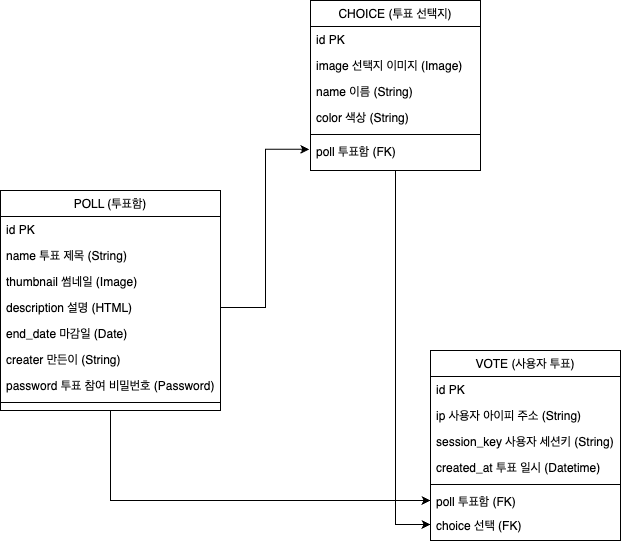 CHOICE (투표 선택지)
id PK
image 선택지 이미지 (Image)
name 이름 (String)
color 색상 (String)
poll 투표함 (FK)
POLL (투표함)
id PK
name 투표 제목 (String)
thumbnail 썸네일 (Image)
description 설명 (HTML)
end_date 마감일 (Date)
creater 만든이 (String)
password 투표 참여 비밀번호 (Password)
VOTE (사용자 투표)
id PK
ip 사용자 아이피 주소 (String)
session_key 사용자 세션키 (String)
created_at 투표 일시 (Datetime)
poll 투표함 (FK)
choice 선택 (FK)